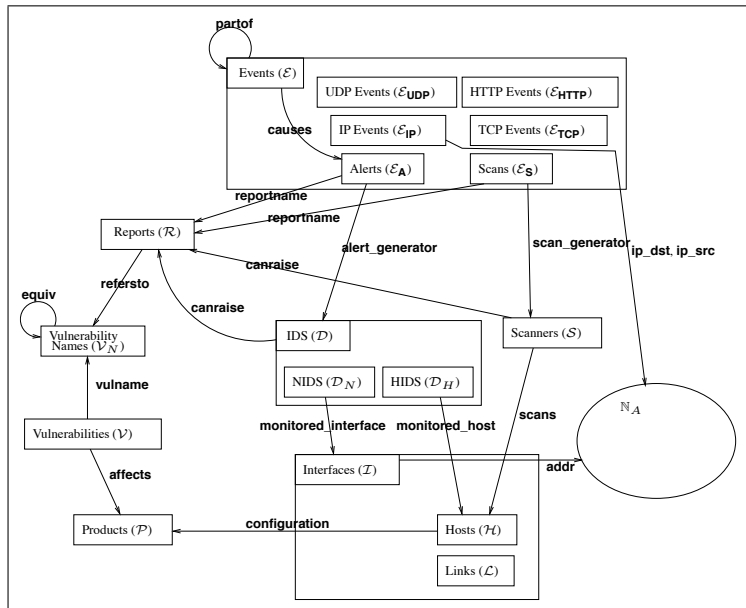 partof
Events (ℰ)
UDP Events (ℰUDP)
HTTP Events (ℰHTTP)
causes
IP Events (ℰIP)
TCP Events (ℰTCP)
Alerts (ℰA)
Scans (ℰS)
reportname
reportname
Reports (ℛ)
alert_generator
scan_generator
ip_dst, ip_src
canraise
refersto
equiv
canraise
Vulnerability
Names (𝒱N)
IDS (𝒟)
Scanners (𝒮)
NIDS (𝒟N)
HIDS (𝒟H)
vulname
scans
ℕA
monitored_interface
monitored_host
Vulnerabilities (𝒱)
Interfaces (ℐ)
addr
affects
Products (𝒫)
configuration
Hosts (ℋ)
Links (ℒ)